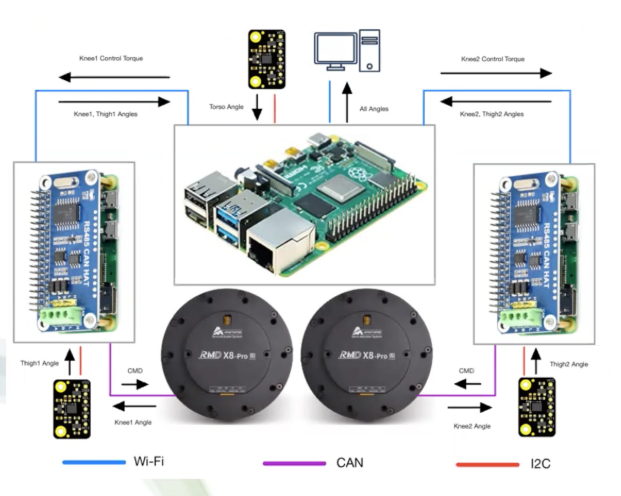 Knee1 Control Torque
Knee2 Control Torque
Torso Angle
All Angles
Knee1, Thigh1 Angles
Knee2, Thigh2 Angles
RS485 CAN HAT
RS485 CAN HAT
HDMI
RMD X8-Pro
RMD X8-Pro
Thigh1 Angle
CMD
Knee1 Angle
Thigh2 Angle
CMD
Knee2 Angle
Wi-Fi
CAN
I2C